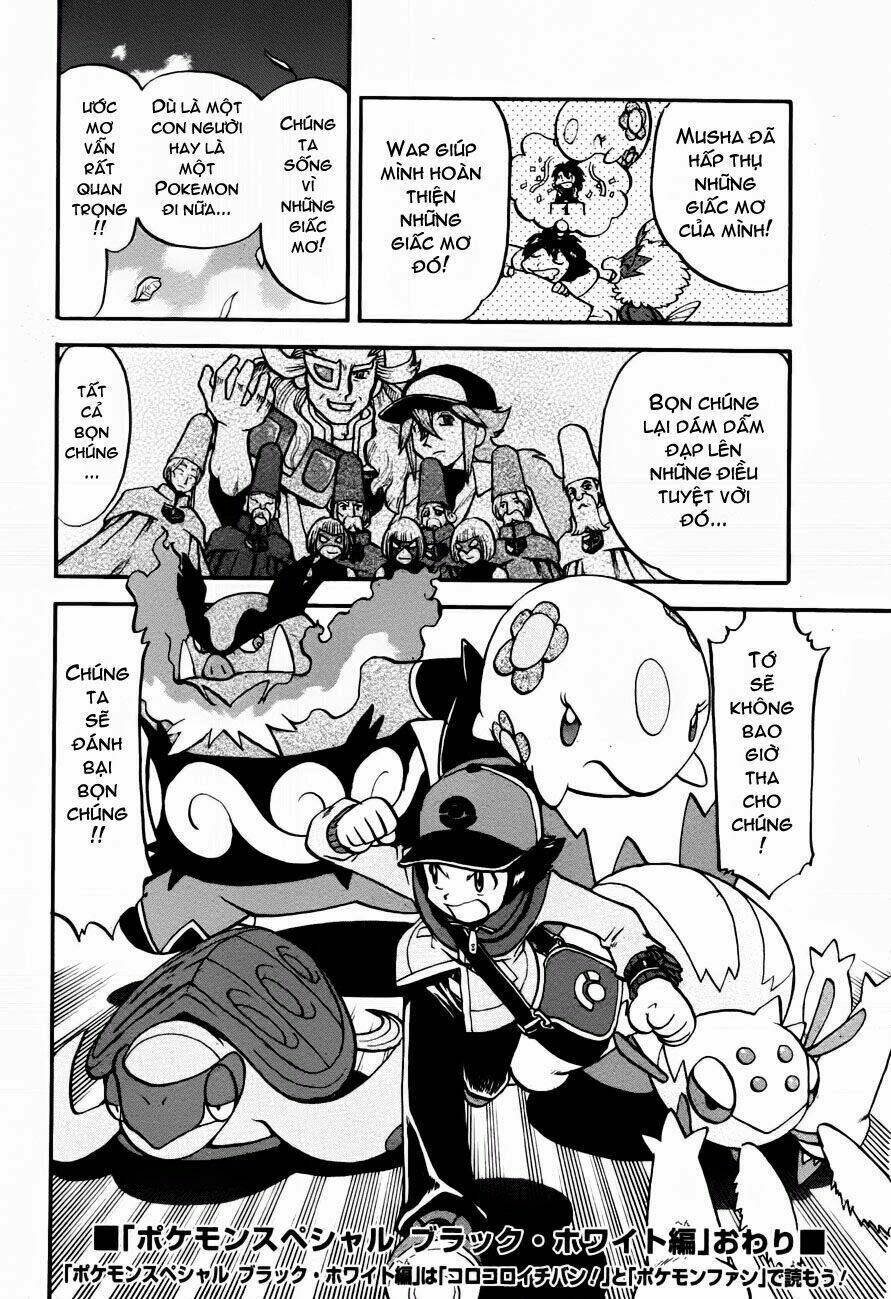 MUSHA ĐÃ
HẤP THỤ
NHỮNG
GIẤC MƠ
CỦA MÌNH!
WAR GIÚP
MÌNH HOÀN
THIỆN
NHỮNG
GIẤC MƠ
ĐÓ!
CHÚNG
TA
SỐNG
VÌ
NHỮNG
GIẤC
MƠ!
DÙ LÀ MỘT
CON NGƯỜI
HAY LÀ
MỘT
POKEMON
ĐI NỮA...
ƯỚC
MƠ
VẪN
RẤT
QUAN
TRỌNG
!!
BỌN CHÚNG
LẠI DÁM DẪM
ĐẠP LÊN
NHỮNG ĐIỀU
TUYỆT VỜI
ĐÓ...
TẤT
CẢ
BỌN
CHÚNG
...
TỚ
SẼ
KHÔNG
BAO
GIỜ
THA
CHO
CHÚNG
!
CHÚNG
TA
SẼ
ĐÁNH
BẠI
BỌN
CHÚNG
!!
■「ポケモンスペシャル ブラック・ホワイト編」おわり■
「ポケモンスペシャル ブラック・ホワイト編」は「コロコロイチバン!」と「ポケモンファン」で読もう!